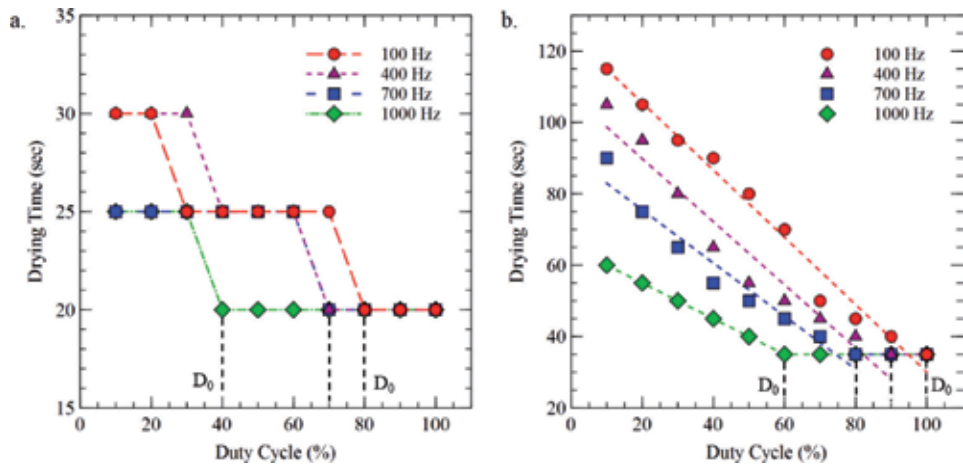 a.
35
30
25
20
15
Drying Time (sec)
100 Hz
400 Hz
700 Hz
1000 Hz
D₀
D₀
0 20 40 60 80 100
Duty Cycle (%)
b.
120
100
80
60
40
20
Drying Time (sec)
100 Hz
400 Hz
700 Hz
1000 Hz
D₀
D₀
0 20 40 60 80 100
Duty Cycle (%)